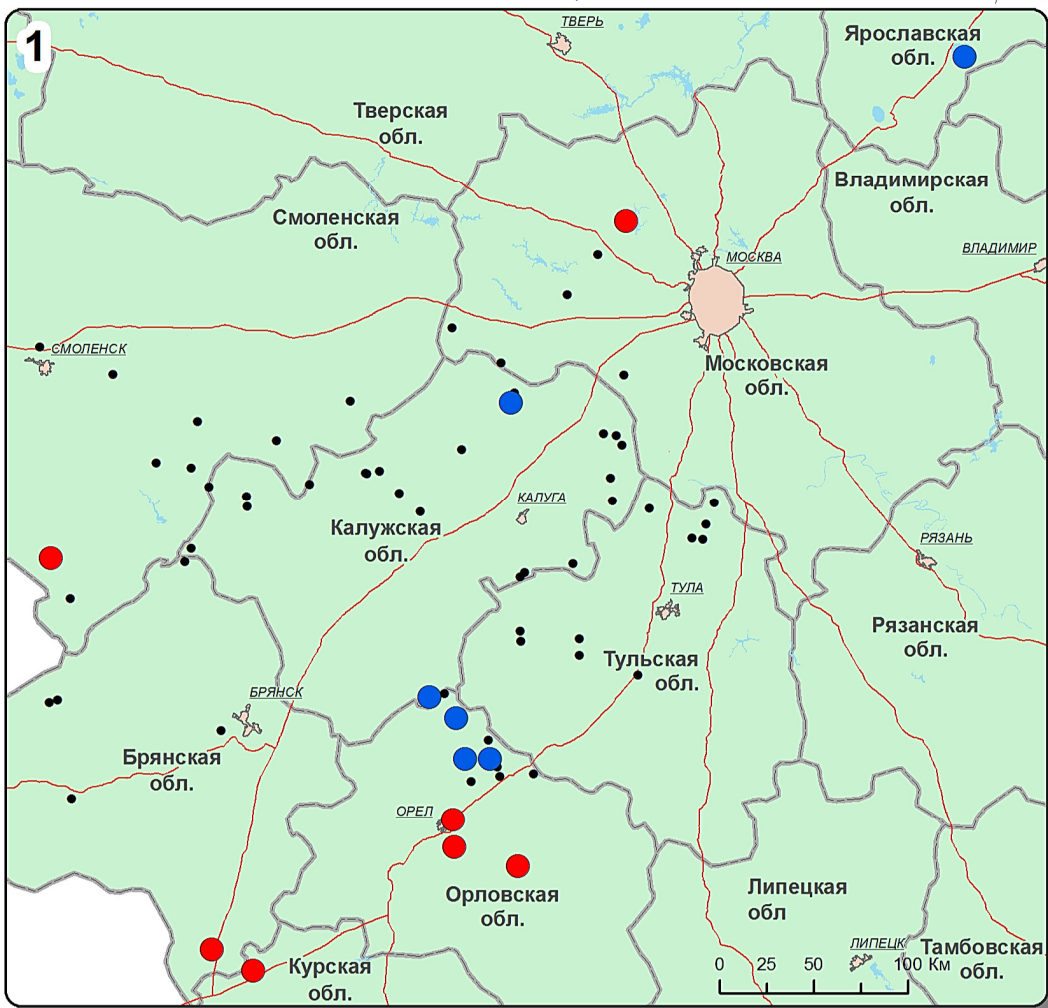 1
ТВЕРЬ
Ярославская
обл.
Тверская
обл.
Владимирская
обл.
Смоленская
обл.
ВЛАДИМИР
МОСКВА
СМОЛЕНСК
Московская
обл.
КАЛУГА
Калужская
обл.
РЯЗАНЬ
ТУЛА
Рязанская
обл.
Тульская
обл.
БРЯНСК
Брянская
обл.
ОРЕЛ
Орловская
обл.
Липецкая
обл
ЛИПЕЦК
Тамбовская
обл.
Курская
обл.
0 25 50 100 Км